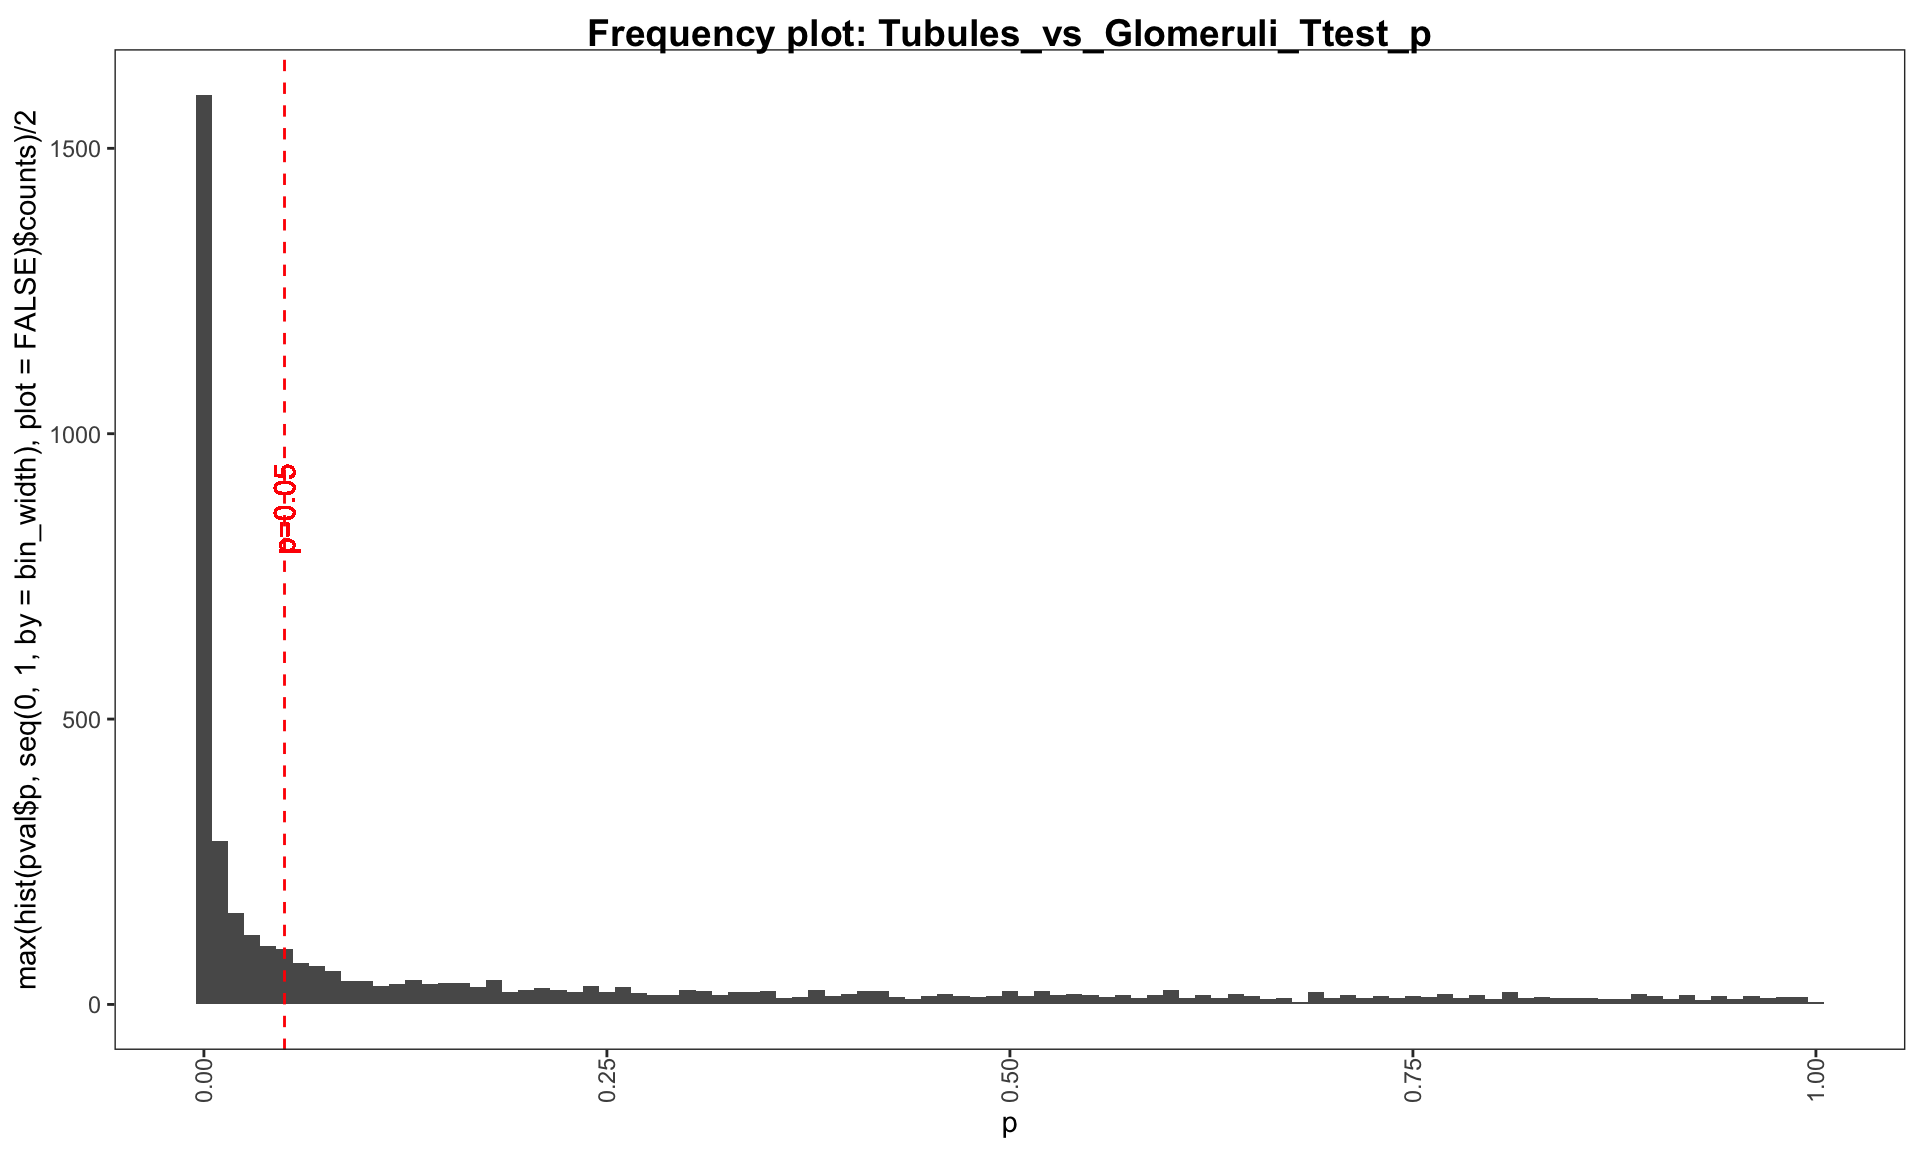 Frequency plot: Tubules_vs_Glomeruli_Ttest_p
max(hist(pval$p, seq(0, 1, by = bin_width), plot = FALSE)$counts)/2
1500
1000
500
0
p=0.05
0.00
0.25
0.50
0.75
1.00
p